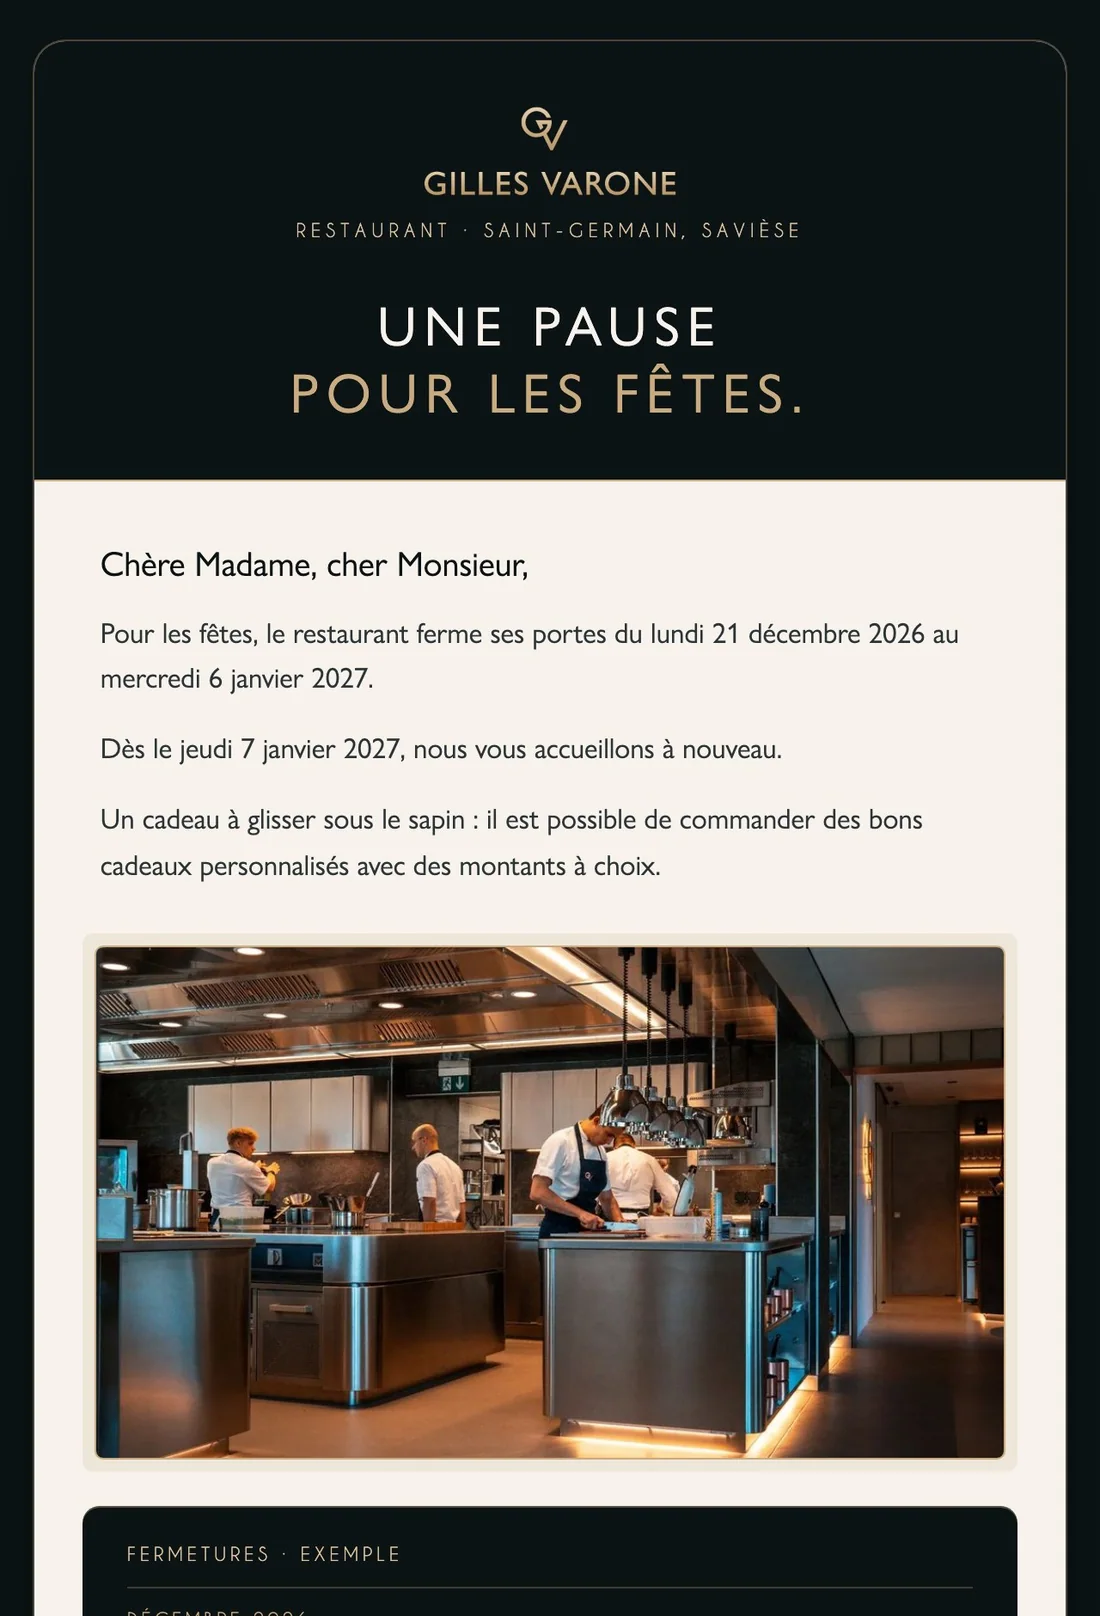 GV
GILLES VARONE
RESTAURANT · SAINT-GERMAIN, SAVIÈSE
UNE PAUSE
POUR LES FÊTES.
Chère Madame, cher Monsieur,
Pour les fêtes, le restaurant ferme ses portes du lundi 21 décembre 2026 au
mercredi 6 janvier 2027.
Dès le jeudi 7 janvier 2027, nous vous accueillons à nouveau.
Un cadeau à glisser sous le sapin : il est possible de commander des bons
cadeaux personnalisés avec des montants à choix.
FERMETURES · EXEMPLE
DÉCEMBRE 2026